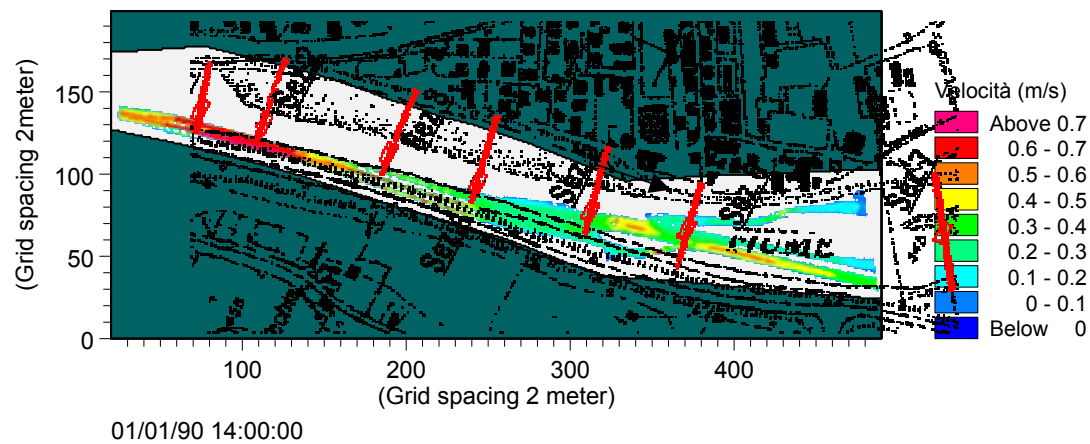 150
100
50
0
(Grid spacing 2meter)
100
200
300
400
(Grid spacing 2 meter)
01/01/90 14:00:00
Velocità (m/s)
Above 0.7
0.6 - 0.7
0.5 - 0.6
0.4 - 0.5
0.3 - 0.4
0.2 - 0.3
0.1 - 0.2
0 - 0.1
Below 0
FIUME